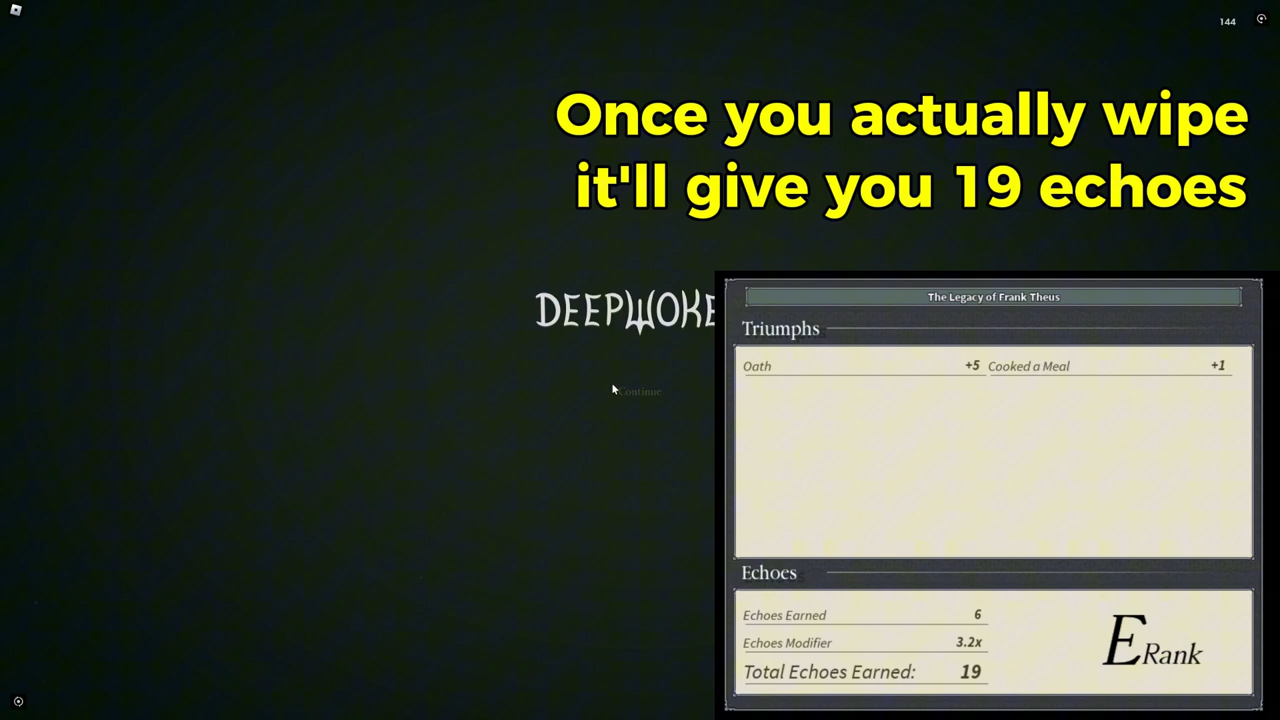 144
Once you actually wipe
it'll give you 19 echoes
DEEPWOKE
Continue
The Legacy of Frank Theus
Triumphs
Oath +5 Cooked a Meal +1
Echoes
Echoes Earned 6
Echoes Modifier 3.2x
Total Echoes Earned: 19
E Rank